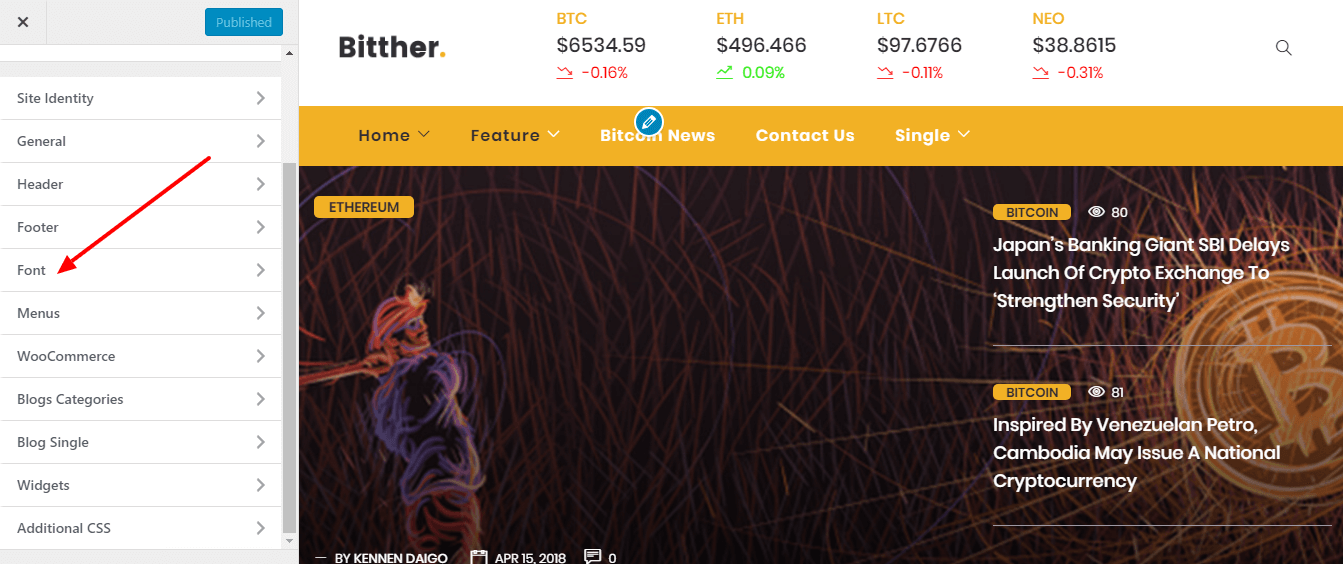 Published
Site Identity
General
Header
Footer
Font
Menus
WooCommerce
Blogs Categories
Blog Single
Widgets
Additional CSS
Bitther.
BTC
$6534.59
-0.16%
ETH
$496.466
0.09%
LTC
$97.6766
-0.11%
NEO
$38.8615
-0.31%
Home Feature Bitcoin News Contact Us Single
ETHEREUM
BY KENNEN DAIGO APR 15, 2018 0
BITCOIN 80
Japan's Banking Giant SBI Delays
Launch Of Crypto Exchange To
‘Strengthen Security’
BITCOIN 81
Inspired By Venezuelan Petro,
Cambodia May Issue A National
Cryptocurrency